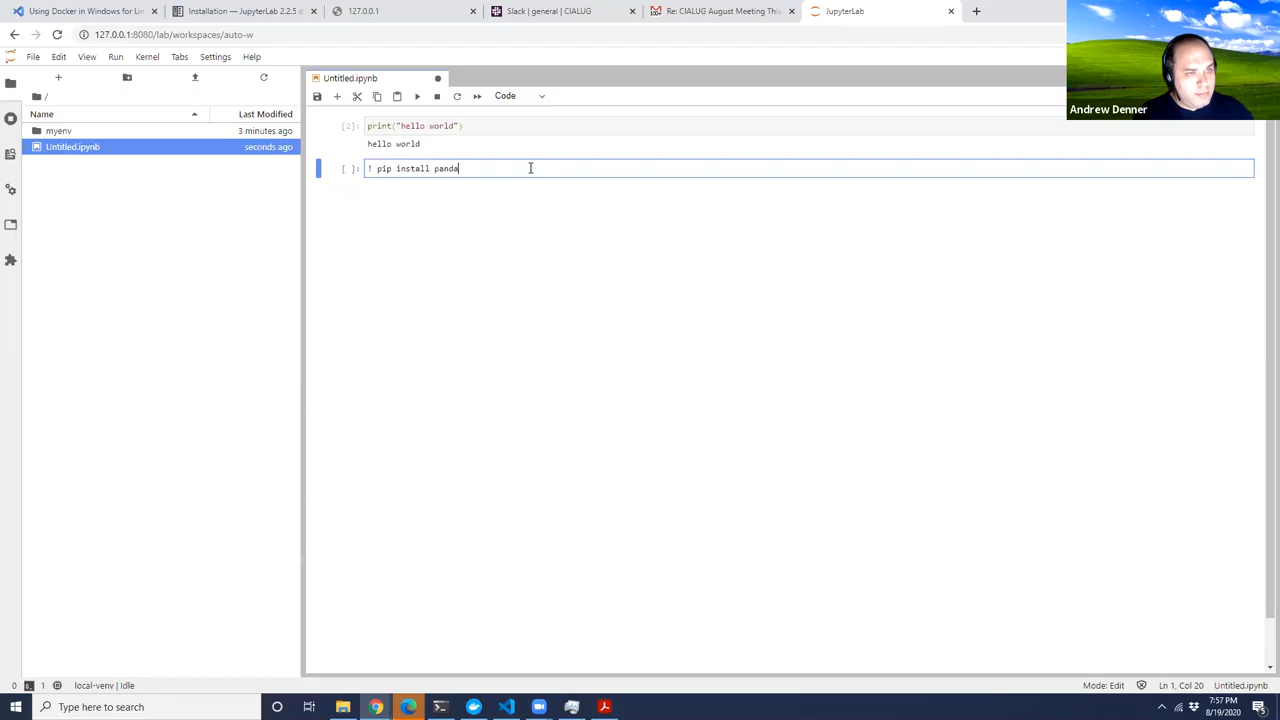 Using Docker in Windows for Lin
Installation — JupyterLab 2.2.5 d
127.0.0.1
Slack | general | CIALUG
Re: CIALUG August Meeting This
JupyterLab
127.0.0.1:8080/lab/workspaces/auto-w
File Edit View Run Kernel Tabs Settings Help
Andrew Denner
Untitled.ipynb
Code
/
Name Last Modified
myenv 3 minutes ago
Untitled.ipynb seconds ago
[2]: print("hello world")
hello world
[ ]: ! pip install panda
0 1 local-venv | Idle
Mode: Edit Ln 1, Col 20 Untitled.ipynb
Type here to search
7:57 PM
8/19/2020
5